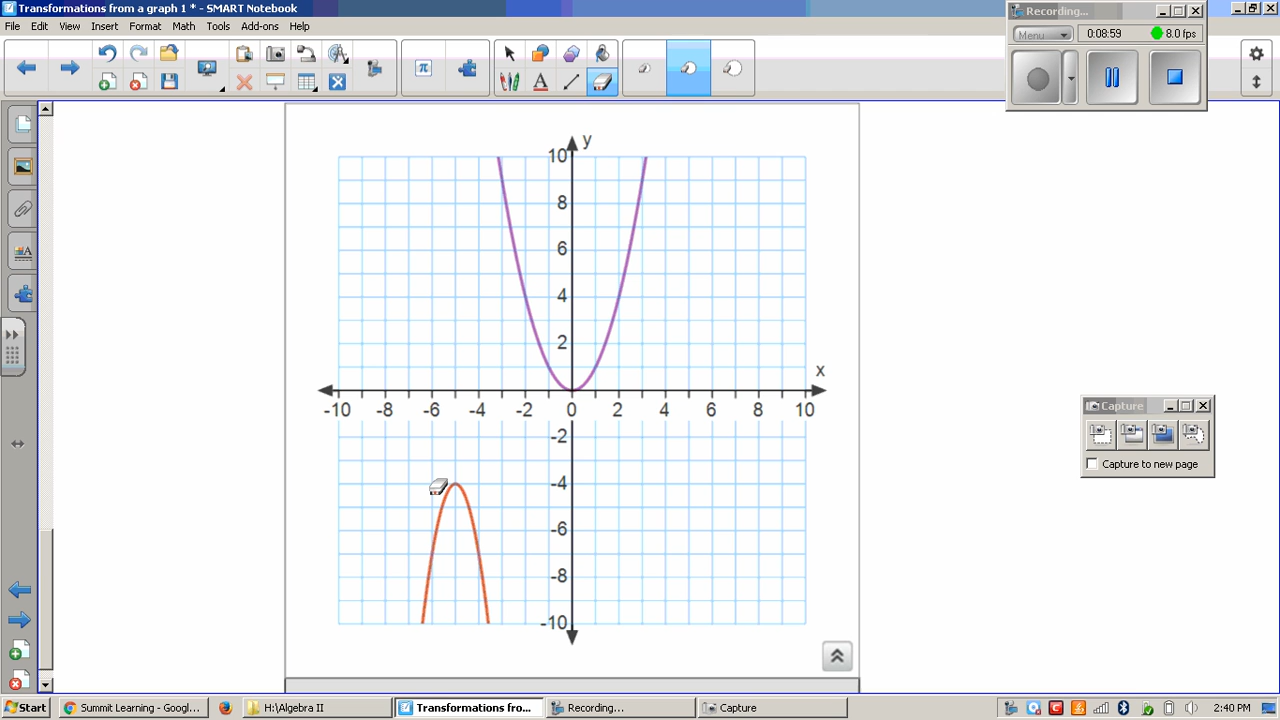 Transformations from a graph 1 * - SMART Notebook
File Edit View Insert Format Math Tools Add-ons Help
Recording...
Menu 0:08:59 8.0 fps
π
A
y
10
8
6
4
2
x
-10 -8 -6 -4 -2 0 2 4 6 8 10
-2
-4
-6
-8
-10
Capture
Capture to new page
Start Summit Learning - Googl... H:\Algebra II Transformations fro... Recording... Capture 2:40 PM